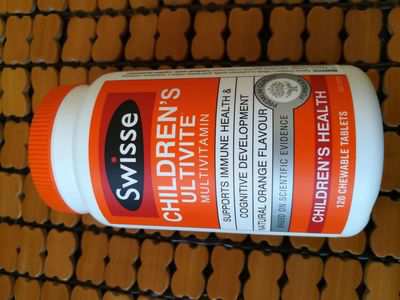 Swisse
CHILDREN'S
ULTIVITE
MULTIVITAMIN
SUPPORTS IMMUNE HEALTH &
COGNITIVE DEVELOPMENT
NATURAL ORANGE FLAVOUR
BASED ON SCIENTIFIC EVIDENCE
CHILDREN'S HEALTH
120 CHEWABLE TABLETS